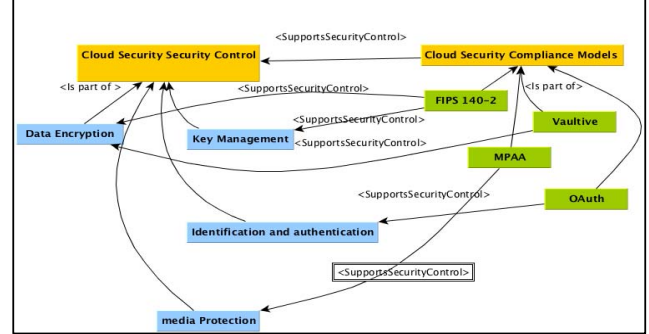 <SupportsSecurityControl>
Cloud Security Security Control
Cloud Security Compliance Models
<Is part of >
<SupportsSecurityControl>
<Is part of>
FIPS 140-2
<SupportsSecurityControl>
Vaultive
Data Encryption
Key Management
<SupportsSecurityControl>
MPAA
<SupportsSecurityControl>
OAuth
Identification and authentication
<SupportsSecurityControl>
media Protection